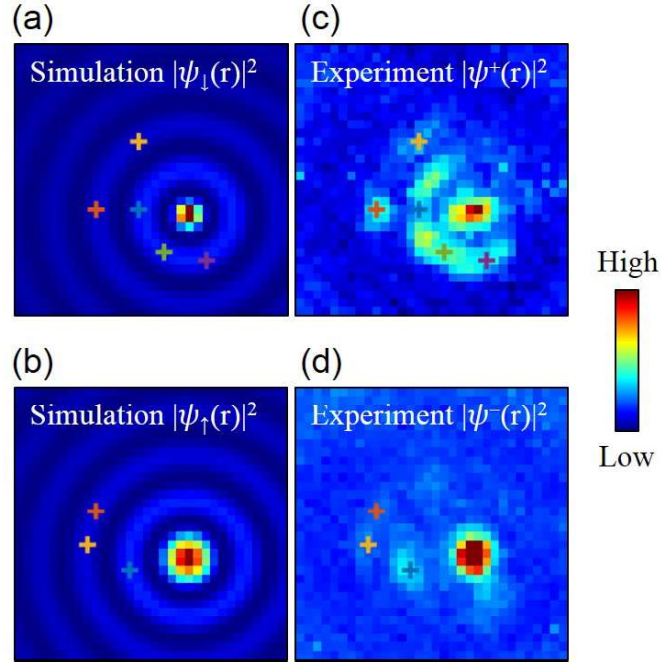 (a)
Simulation |ψ↓(r)|²
(c)
Experiment |ψ⁺(r)|²
High
Low
(b)
Simulation |ψ↑(r)|²
(d)
Experiment |ψ⁻(r)|²